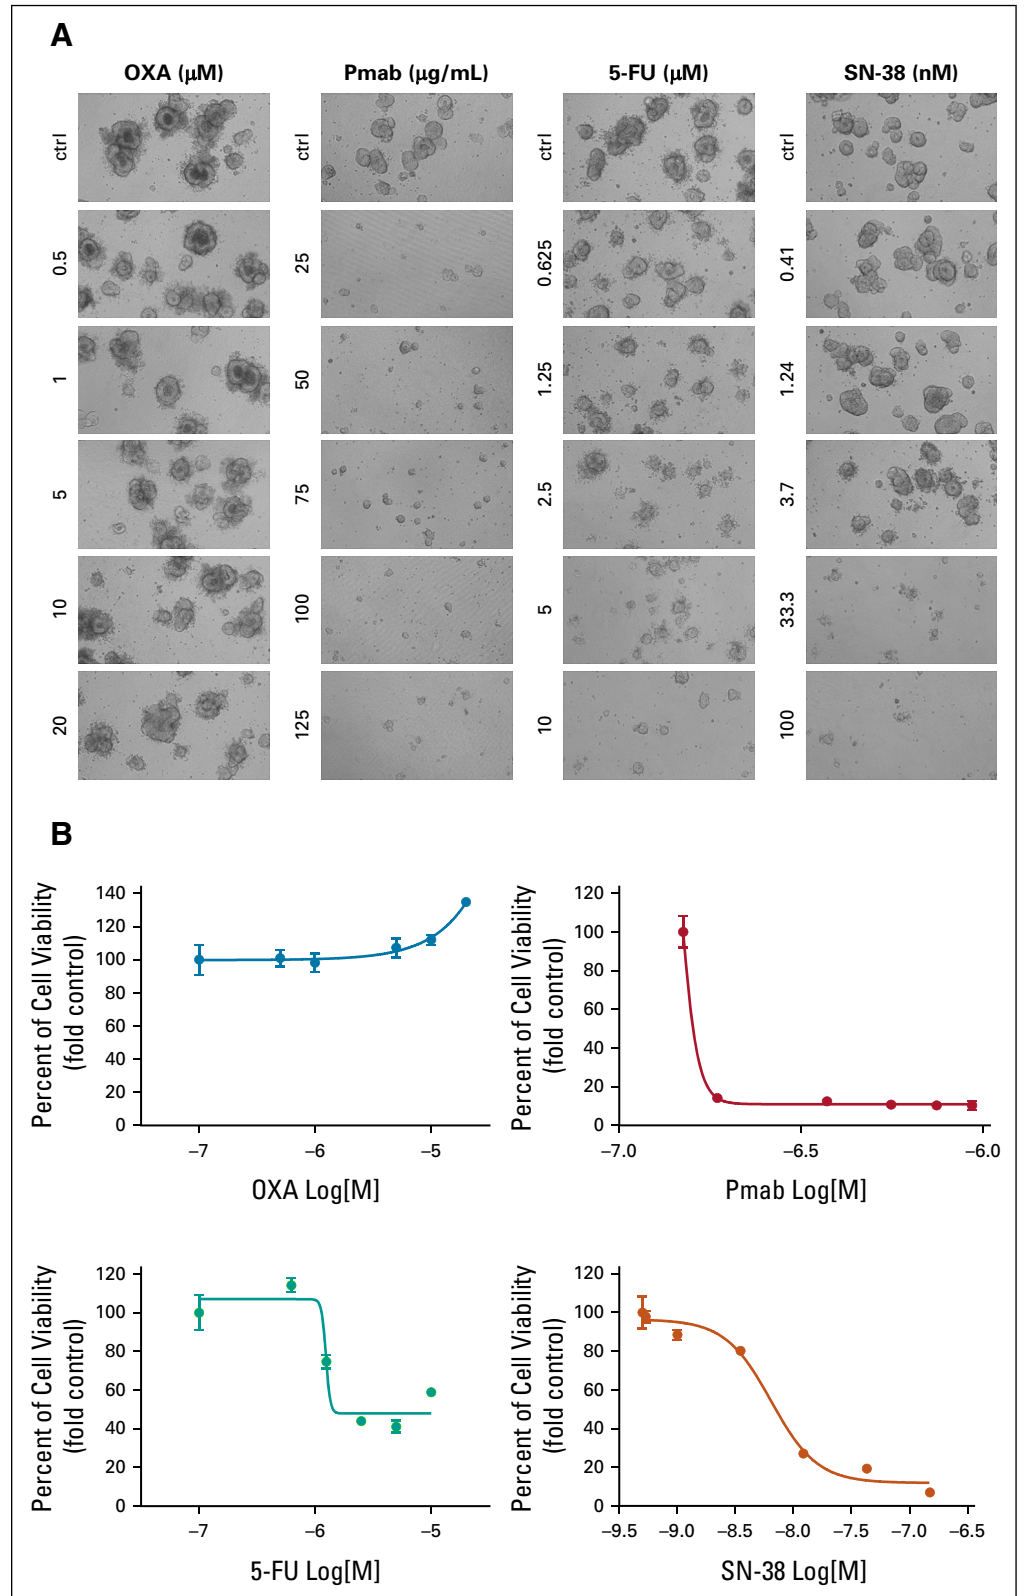 A
OXA (µM)
Pmab (µg/mL)
5-FU (µM)
SN-38 (nM)
ctrl
ctrl
ctrl
ctrl
0.5
25
0.625
0.41
1
50
1.25
1.24
5
75
2.5
3.7
10
100
5
33.3
20
125
10
100
B
Percent of Cell Viability
(fold control)
140
120
100
80
60
40
20
0
–7
–6
–5
OXA Log[M]
Percent of Cell Viability
(fold control)
120
100
80
60
40
20
0
–7.0
–6.5
–6.0
Pmab Log[M]
Percent of Cell Viability
(fold control)
120
100
80
60
40
20
0
–7
–6
–5
5-FU Log[M]
Percent of Cell Viability
(fold control)
120
100
80
60
40
20
0
–9.5
–9.0
–8.5
–8.0
–7.5
–7.0
–6.5
SN-38 Log[M]